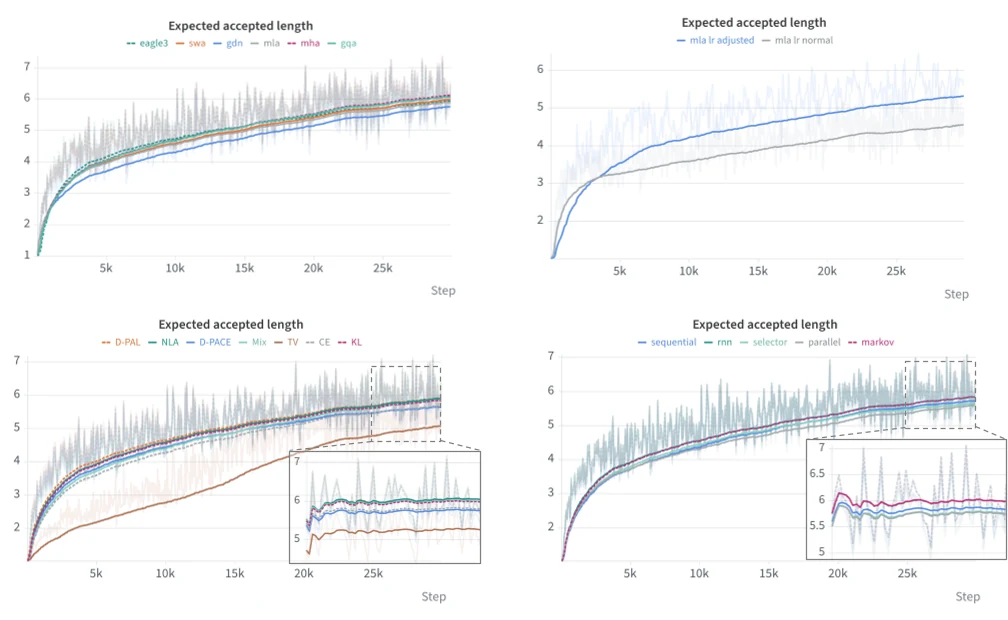 Expected accepted length
eagle3 swa gdn mla mha gqa
7
6
5
4
3
2
1
5k 10k 15k 20k 25k
Step
Expected accepted length
mla lr adjusted mla lr normal
6
5
4
3
2
5k 10k 15k 20k 25k
Step
Expected accepted length
D-PAL NLA D-PACE Mix TV CE KL
7
6
5
4
3
2
7
6
5
5k 10k 15k 20k 25k
Step
Expected accepted length
sequential rnn selector parallel markov
7
6
5
4
3
2
7
6.5
6
5.5
5
5k 10k 15k 20k 25k
Step